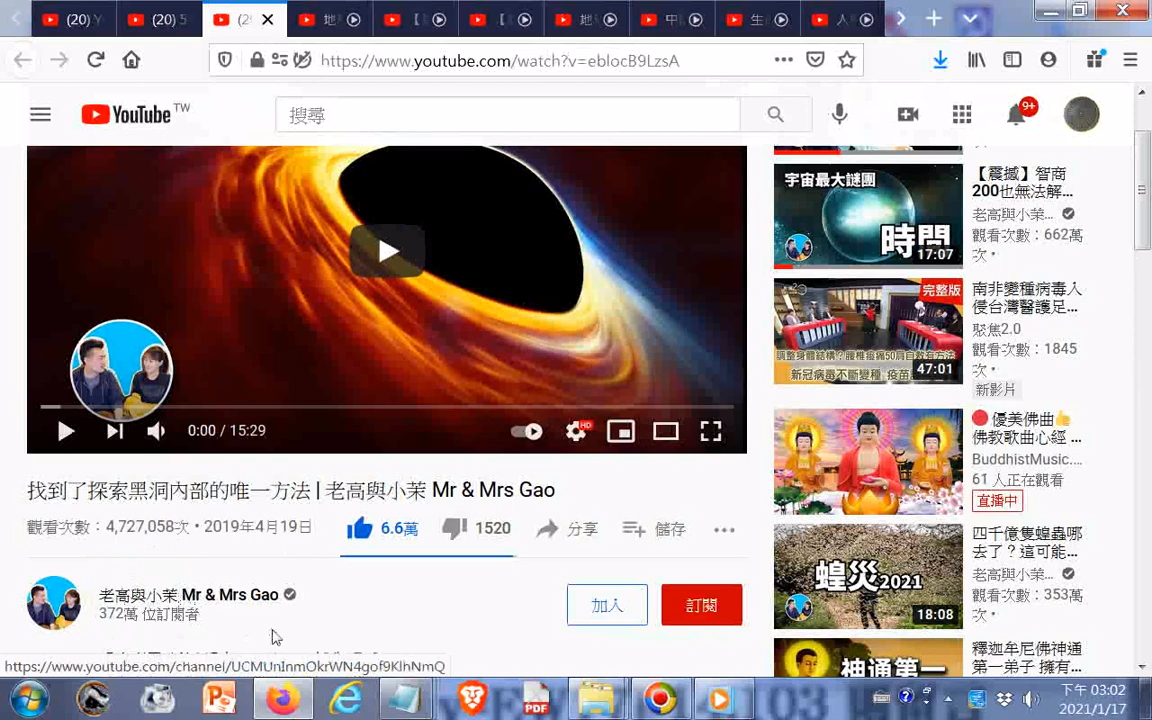 (20) Y
(20) 5
(20
地
【
【
地
中
生
人
https://www.youtube.com/watch?v=eblocB9LzsA
YouTube TW
搜尋
9+
0:00 / 15:29
HD
找到了探索黑洞內部的唯一方法 | 老高與小茉 Mr & Mrs Gao
觀看次數：4,727,058次 • 2019年4月19日
6.6萬
1520
分享
儲存
老高與小茉 Mr & Mrs Gao
372萬 位訂閱者
加入
訂閱
宇宙最大謎團
時間
17:07
【震撼】智商
200也無法解...
老高與小茉...
觀看次數：662萬
次 •
完整版
新冠病毒不斷變種
47:01
南非變種病毒入
侵台灣醫護足...
聚焦2.0
觀看次數：1845
次 •
新影片
優美佛曲
佛教歌曲心經 ...
BuddhistMusic....
61 人正在觀看
直播中
蝗災2021
18:08
四千億隻蝗蟲哪
去了？這可能...
老高與小茉...
觀看次數：353萬
次 •
神通第一
釋迦牟尼佛神通
第一弟子 擁有...
https://www.youtube.com/channel/UCMUnInmOkrWN4gof9KlhNmQ
PDF
下午 03:02
2021/1/17